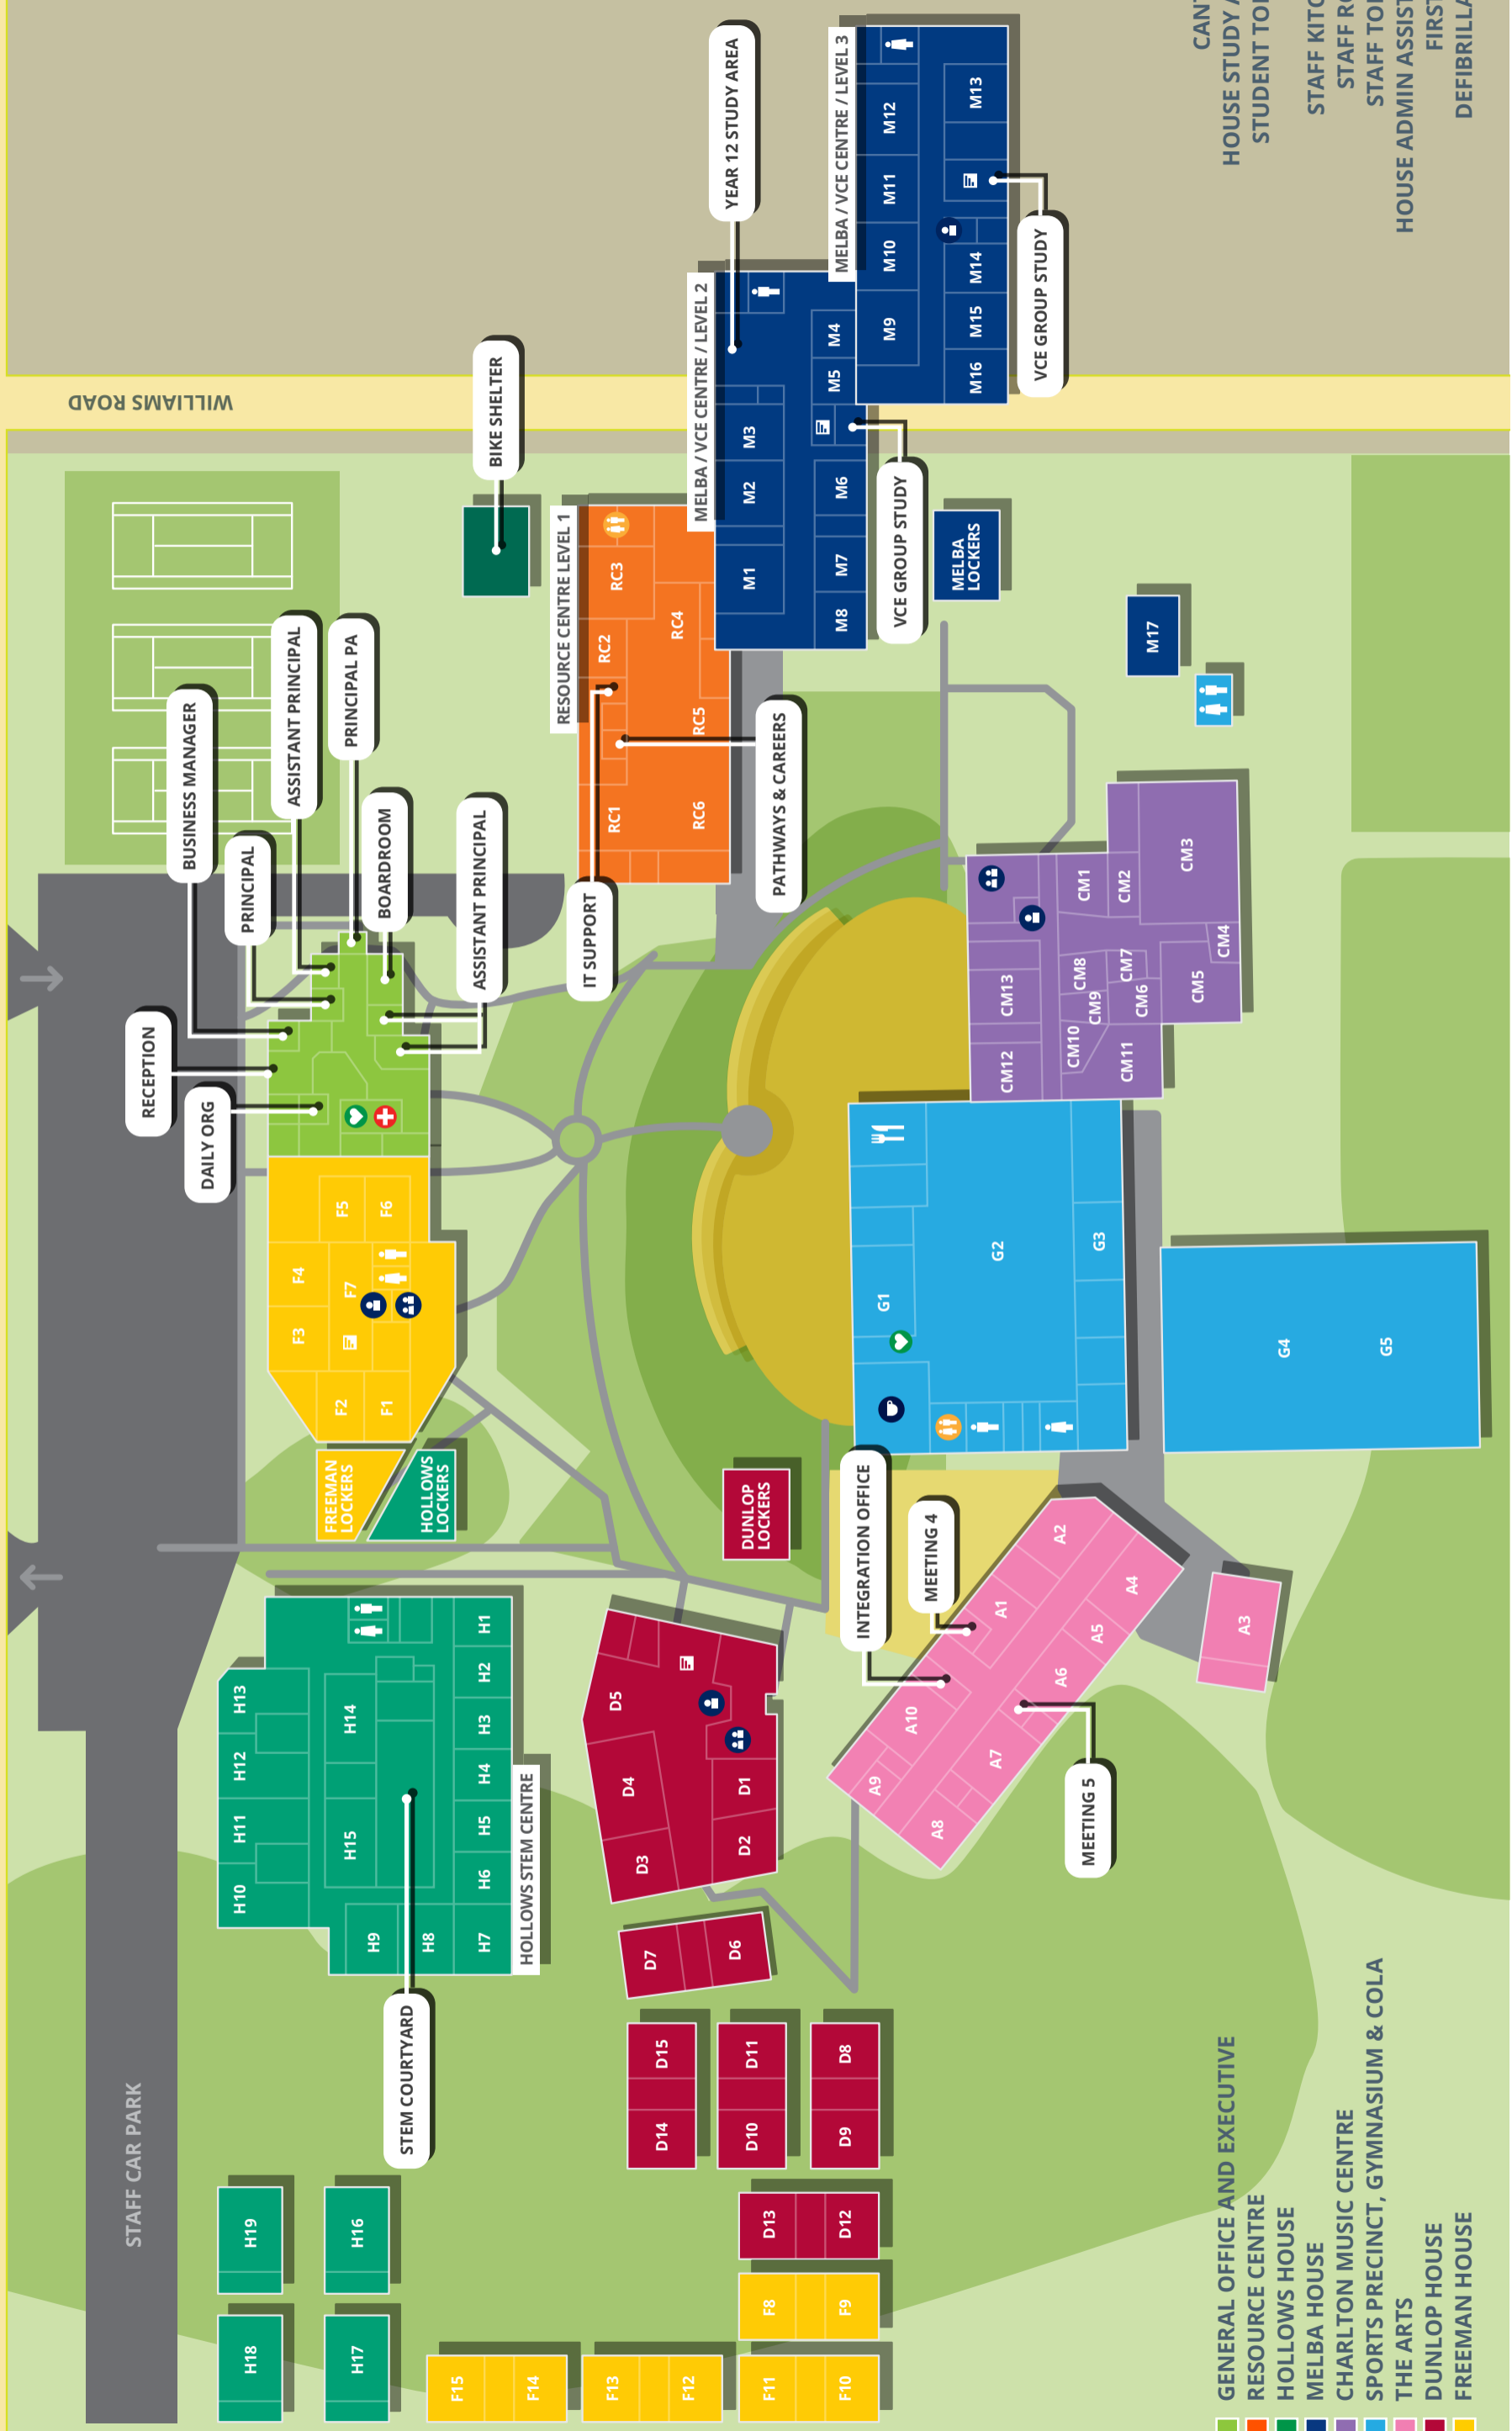 STAFF CAR PARK
WILLIAMS ROAD
H18
H19
H17
H16
F15
F14
F13
F12
F11
F10
F8
F9
D13
D12
D14
D15
D10
D11
D9
D8
D7
D6
STEM COURTYARD
HOLLOWS STEM CENTRE
H10
H11
H12
H13
H15
H14
H9
H8
H7
H6
H5
H4
H3
H2
H1
D3
D4
D5
D2
D1
FREEMAN
LOCKERS
HOLLOWS
LOCKERS
DUNLOP
LOCKERS
F2
F1
F3
F4
F7
F5
F6
DAILY ORG
RECEPTION
BUSINESS MANAGER
PRINCIPAL
ASSISTANT PRINCIPAL
PRINCIPAL PA
BOARDROOM
ASSISTANT PRINCIPAL
IT SUPPORT
PATHWAYS & CAREERS
BIKE SHELTER
RESOURCE CENTRE LEVEL 1
RC1
RC2
RC3
RC6
RC5
RC4
MELBA / VCE CENTRE / LEVEL 2
YEAR 12 STUDY AREA
M1
M2
M3
M8
M7
M6
M5
M4
VCE GROUP STUDY
MELBA / VCE CENTRE / LEVEL 3
M9
M10
M11
M12
M16
M15
M14
M13
VCE GROUP STUDY
MELBA
LOCKERS
M17
INTEGRATION OFFICE
MEETING 4
MEETING 5
A8
A9
A10
A7
A6
A1
A5
A2
A4
A3
G1
G2
G3
G4
G5
CM12
CM13
CM10
CM9
CM8
CM1
CM11
CM6
CM7
CM2
CM5
CM4
CM3
GENERAL OFFICE AND EXECUTIVE
RESOURCE CENTRE
HOLLOWS HOUSE
MELBA HOUSE
CHARLTON MUSIC CENTRE
SPORTS PRECINCT, GYMNASIUM & COLA
THE ARTS
DUNLOP HOUSE
FREEMAN HOUSE
HOUSE STUDY
STUDENT
STAFF
STAFF
STAFF
HOUSE ADMIN
FIRST